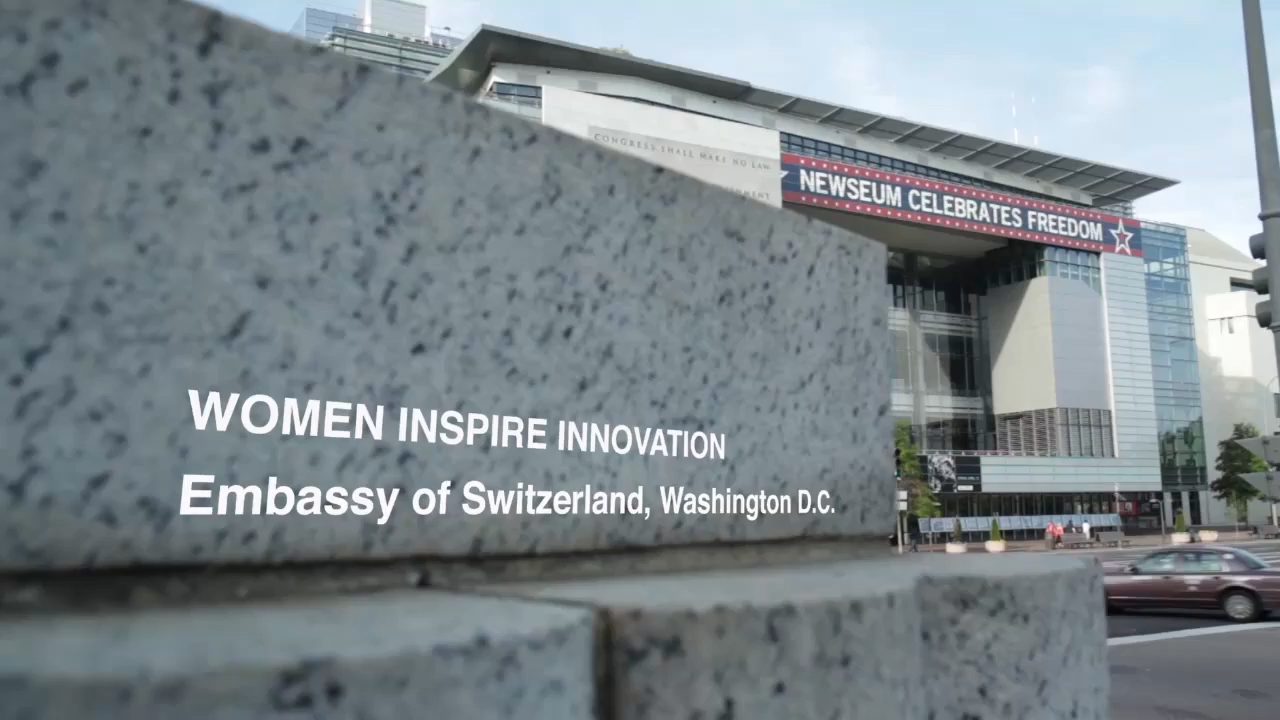 CONGRESS SHALL MAKE NO LAW
NEWSEUM CELEBRATES FREEDOM
WOMEN INSPIRE INNOVATION
Embassy of Switzerland, Washington D.C.